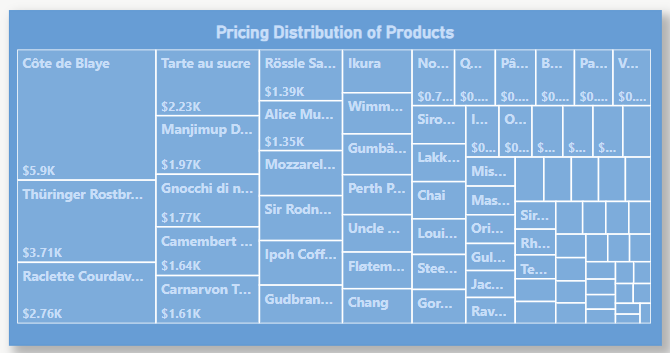 Pricing Distribution of Products
Côte de Blaye
$5.9K
Thüringer Rostbr...
$3.71K
Raclette Courdav...
$2.76K
Tarte au sucre
$2.23K
Manjimup D...
$1.97K
Gnocchi di n...
$1.77K
Camembert ...
$1.64K
Carnarvon T...
$1.61K
Rössle Sa...
$1.39K
Alice Mu...
$1.35K
Mozzarel...
Sir Rodn...
Ipoh Coff...
Gudbran...
Ikura
Wimm...
Gumbä...
Perth P...
Uncle ...
Fløtem...
Chang
No...
$0.7...
Siro...
Lakk...
Chai
Loui...
Stee...
Gor...
Q...
$0....
Pâ...
$0....
B...
$0....
Pa...
$0....
V...
$0....
I...
$0...
O...
$0...
$...
$...
$...
Mis...
Mas...
Ori...
Gul...
Jac...
Rav...
Sir...
Rh...
Te...